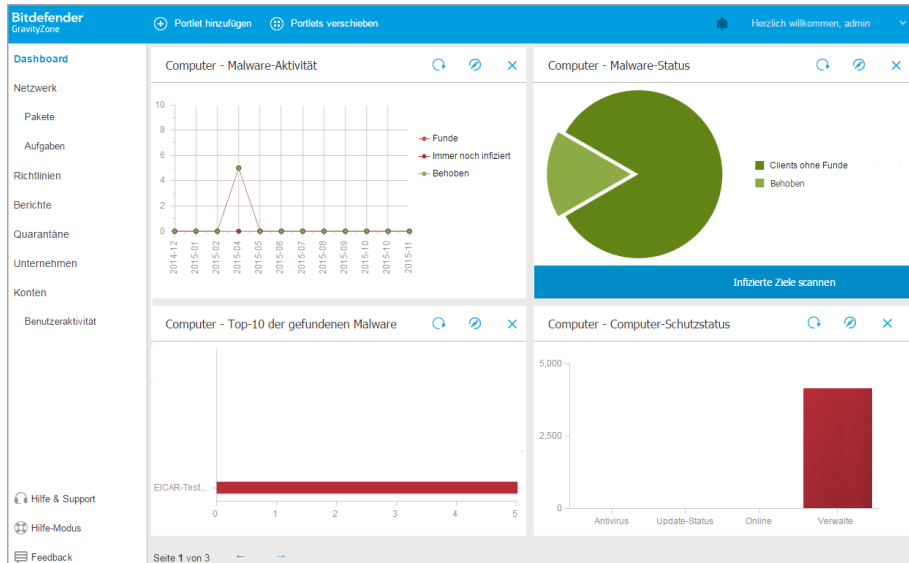 Bitdefender
GravityZone
Portlet hinzufügen
Portlets verschieben
Herzlich willkommen, admin
Dashboard
Netzwerk
Pakete
Aufgaben
Richtlinien
Berichte
Quarantäne
Unternehmen
Konten
Benutzeraktivität
Hilfe & Support
Hilfe-Modus
Feedback
Computer - Malware-Aktivität
10
8
6
4
2
0
2014-12
2015-01
2015-02
2015-04
2015-05
2015-06
2015-07
2015-08
2015-09
2015-10
2015-10
2015-11
Funde
Immer noch infiziert
Behoben
Computer - Malware-Status
Clients ohne Funde
Behoben
Infizierte Ziele scannen
Computer - Top-10 der gefundenen Malware
EICAR-Test...
0 1 2 3 4 5
Computer - Computer-Schutzstatus
5,000
2,500
0
Antivirus Update-Status Online Verwalte
Seite 1 von 3